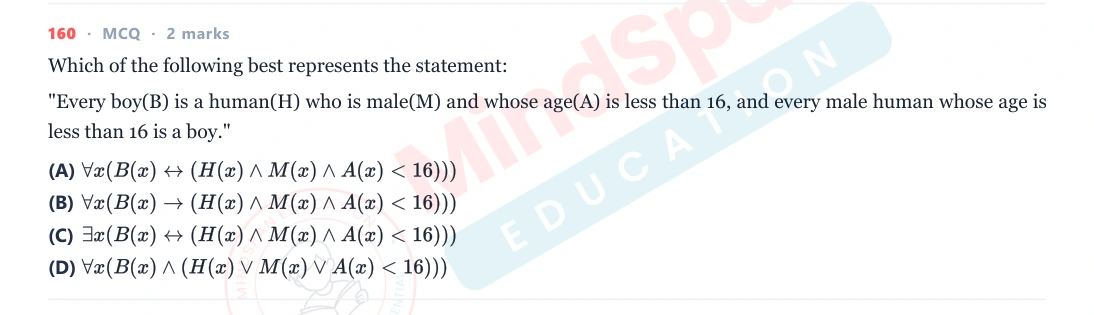 160 · MCQ · 2 marks
Which of the following best represents the statement:
"Every boy(B) is a human(H) who is male(M) and whose age(A) is less than 16, and every male human whose age is
less than 16 is a boy."
(A) ∀x(B(x) ↔ (H(x) ∧ M(x) ∧ A(x) < 16)))
(B) ∀x(B(x) → (H(x) ∧ M(x) ∧ A(x) < 16)))
(C) ∃x(B(x) ↔ (H(x) ∧ M(x) ∧ A(x) < 16)))
(D) ∀x(B(x) ∧ (H(x) ∨ M(x) ∨ A(x) < 16)))
EDUCATION